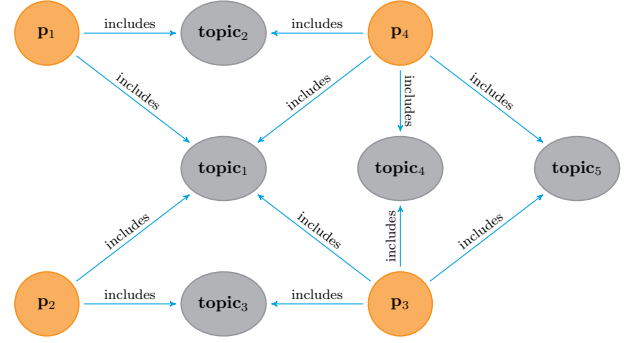 p₁ includes topic₂ includes p₄
includes includes includes includes
topic₁ topic₄ topic₅
includes includes includes includes
p₂ includes topic₃ includes p₃